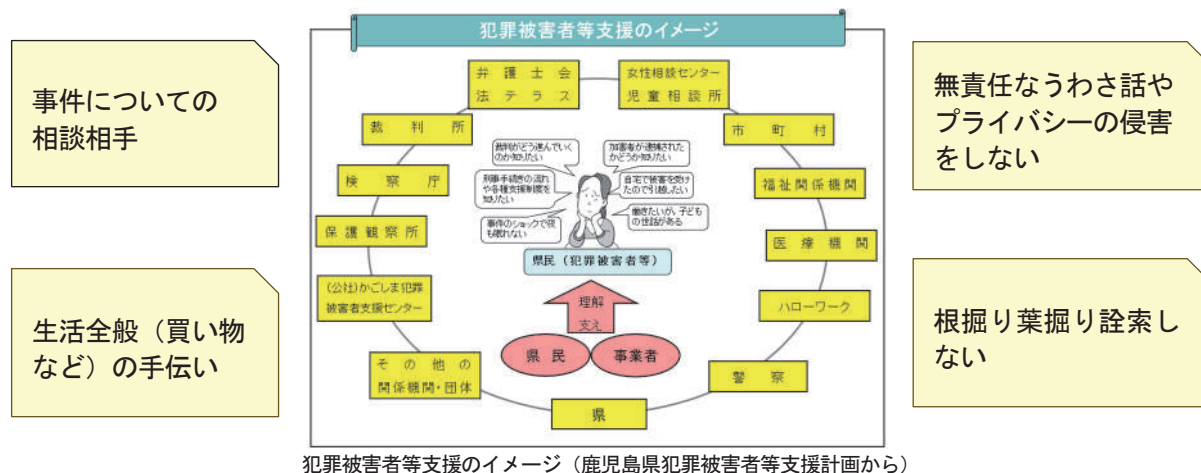 事件についての
相談相手
生活全般（買い物
など）の手伝い
犯罪被害者等支援のイメージ
弁護士会
法テラス
女性相談センター
児童相談所
裁判所
市町村
検察庁
福祉関係機関
保護観察所
医療機関
(公社)かごしま犯罪
被害者支援センター
ハローワーク
その他の
関係機関・団体
警察
県
裁判がどう進んでいく
のか知りたい
加害者が逮捕された
かどうか知りたい
刑事手続きの流れ
や各種支援制度を
知りたい
自宅で被害を受け
たので引越したい
事件のショックで夜
も眠れない
働きたいが、子ども
の世話がある
県民（犯罪被害者等）
理解
支え
県民
事業者
無責任なうわさ話や
プライバシーの侵害
をしない
根掘り葉掘り詮索し
ない
犯罪被害者等支援のイメージ（鹿児島県犯罪被害者等支援計画から）